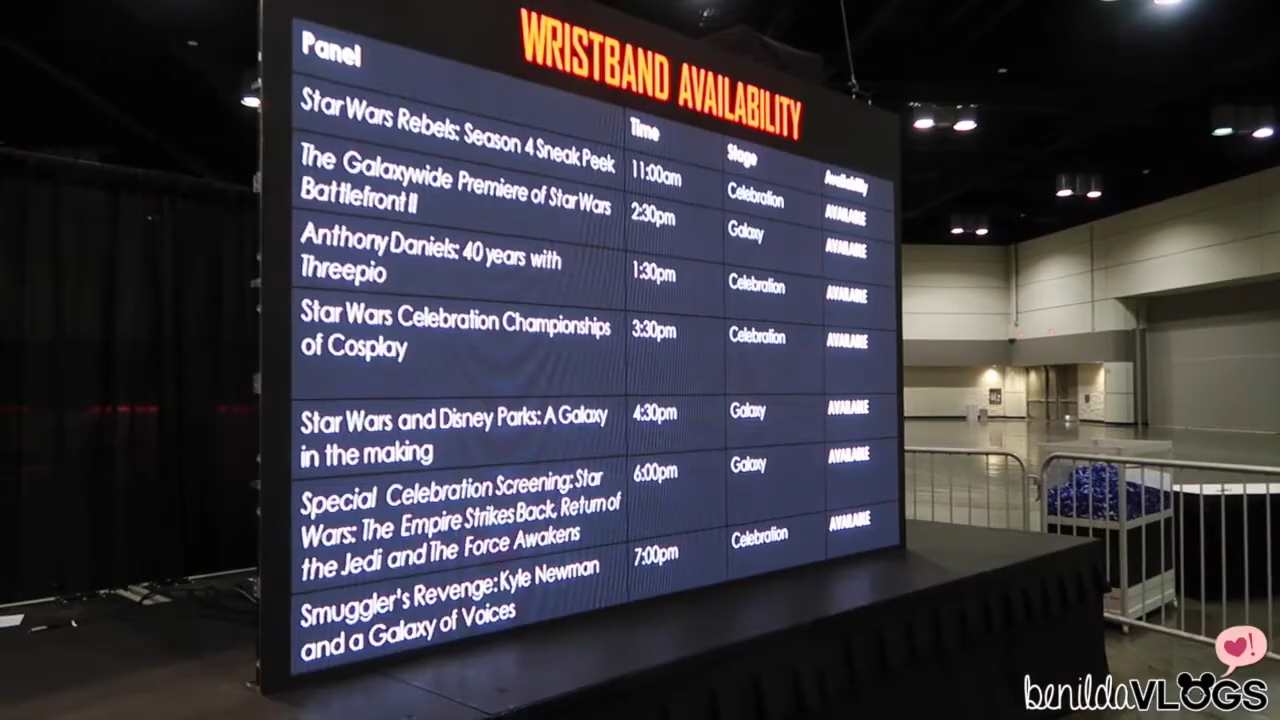 WRISTBAND AVAILABILITY
Panel Time Stage Availability
Star Wars Rebels: Season 4 Sneak Peek 11:00am Celebration AVAILABLE
The Galaxywide Premiere of Star Wars
Battlefront II 2:30pm Galaxy AVAILABLE
Anthony Daniels: 40 years with
Threepio 1:30pm Celebration AVAILABLE
Star Wars Celebration Championships
of Cosplay 3:30pm Celebration AVAILABLE
Star Wars and Disney Parks: A Galaxy
in the making 4:30pm Galaxy AVAILABLE
Special Celebration Screening: Star
Wars: The Empire Strikes Back, Return of
the Jedi and The Force Awakens 6:00pm Galaxy AVAILABLE
Smuggler's Revenge: Kyle Newman
and a Galaxy of Voices 7:00pm Celebration AVAILABLE
benildaVLOGS